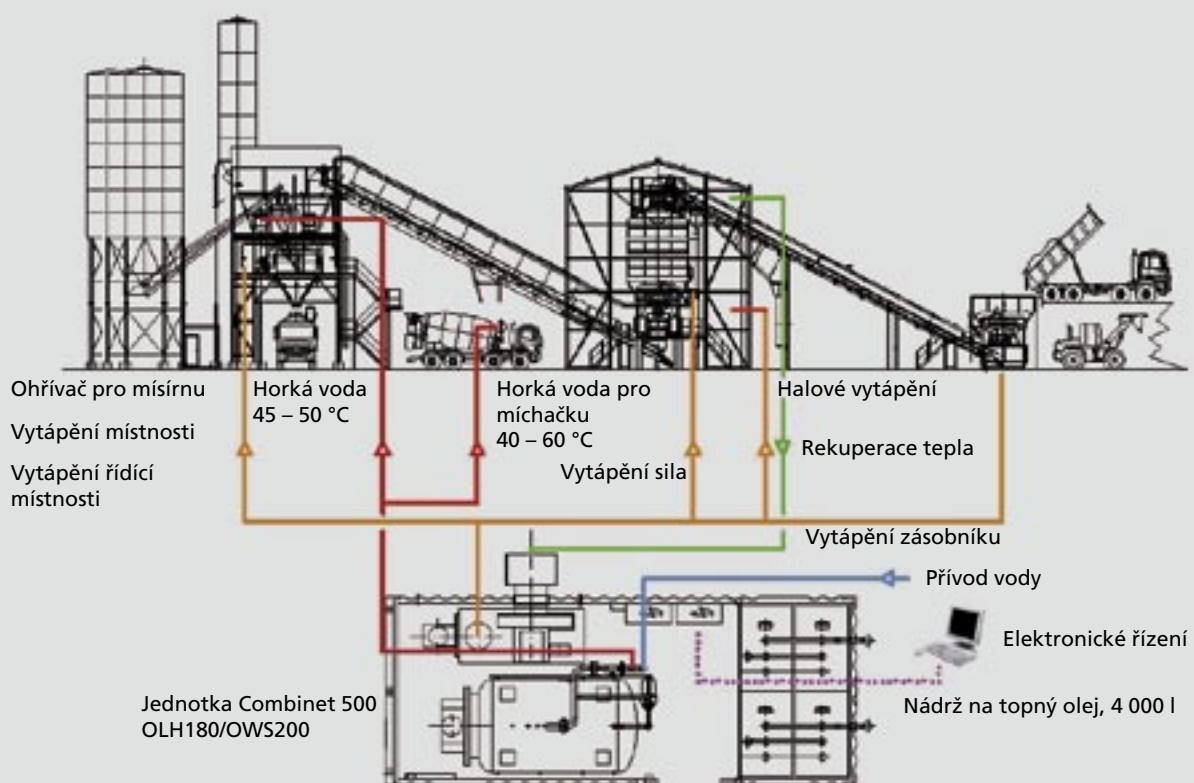 Ohřívač pro mísírnu
Vytápění místnosti
Vytápění řídící
místnosti
Horká voda
45 – 50 °C
Horká voda pro
míchačku
40 – 60 °C
Vytápění sila
Halové vytápění
Rekuperace tepla
Vytápění zásobníku
Přívod vody
Elektronické řízení
Nádrž na topný olej, 4 000 l
Jednotka Combinet 500
OLH180/OWS200